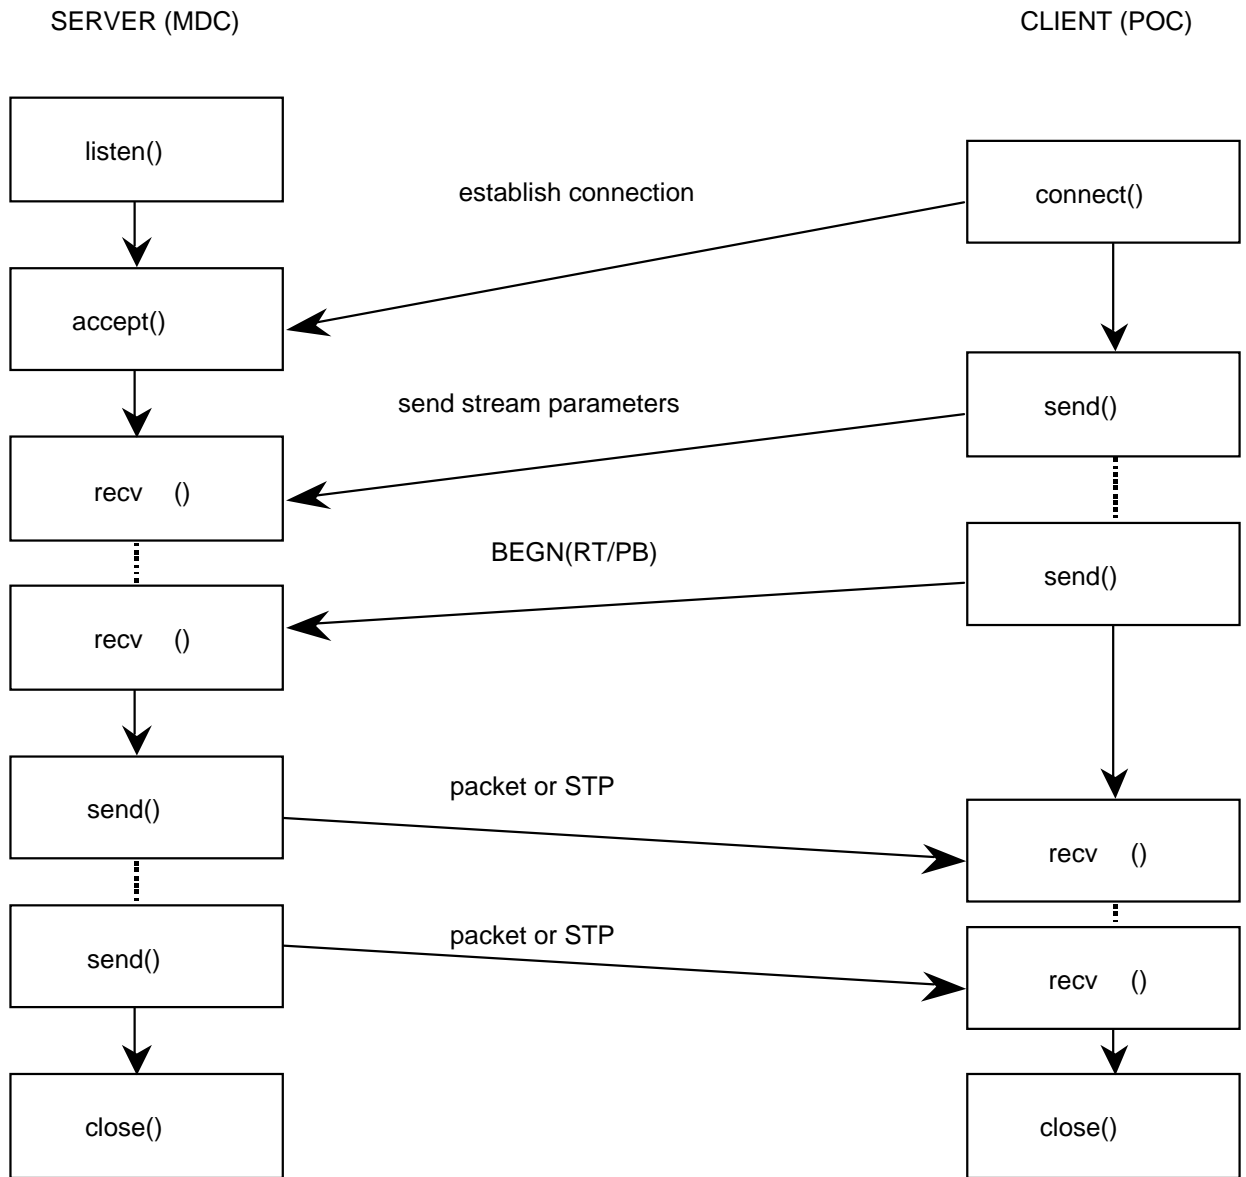 SERVER (MDC)
CLIENT (POC)
listen()
connect()
establish connection
accept()
send stream parameters
send()
recv ()
BEGN(RT/PB)
send()
recv ()
packet or STP
send()
recv ()
packet or STP
send()
recv ()
close()
close()